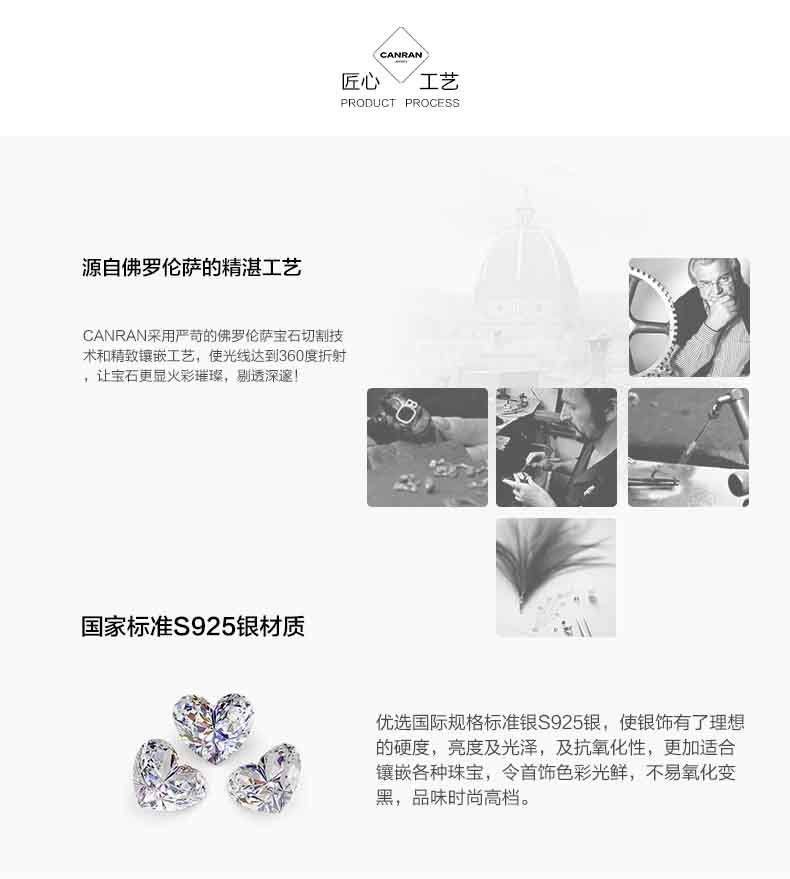 CANRAN
匠心 工艺
PRODUCT PROCESS
源自佛罗伦萨的精湛工艺
CANRAN采用严苛的佛罗伦萨宝石切割技
术和精致镶嵌工艺，使光线达到360度折射
，让宝石更显火彩璀璨，剔透深邃！
国家标准S925银材质
优选国际规格标准银S925银，使银饰有了理想
的硬度，亮度及光泽，及抗氧化性，更加适合
镶嵌各种珠宝，令首饰色彩光鲜，不易氧化变
黑，品味时尚高档。